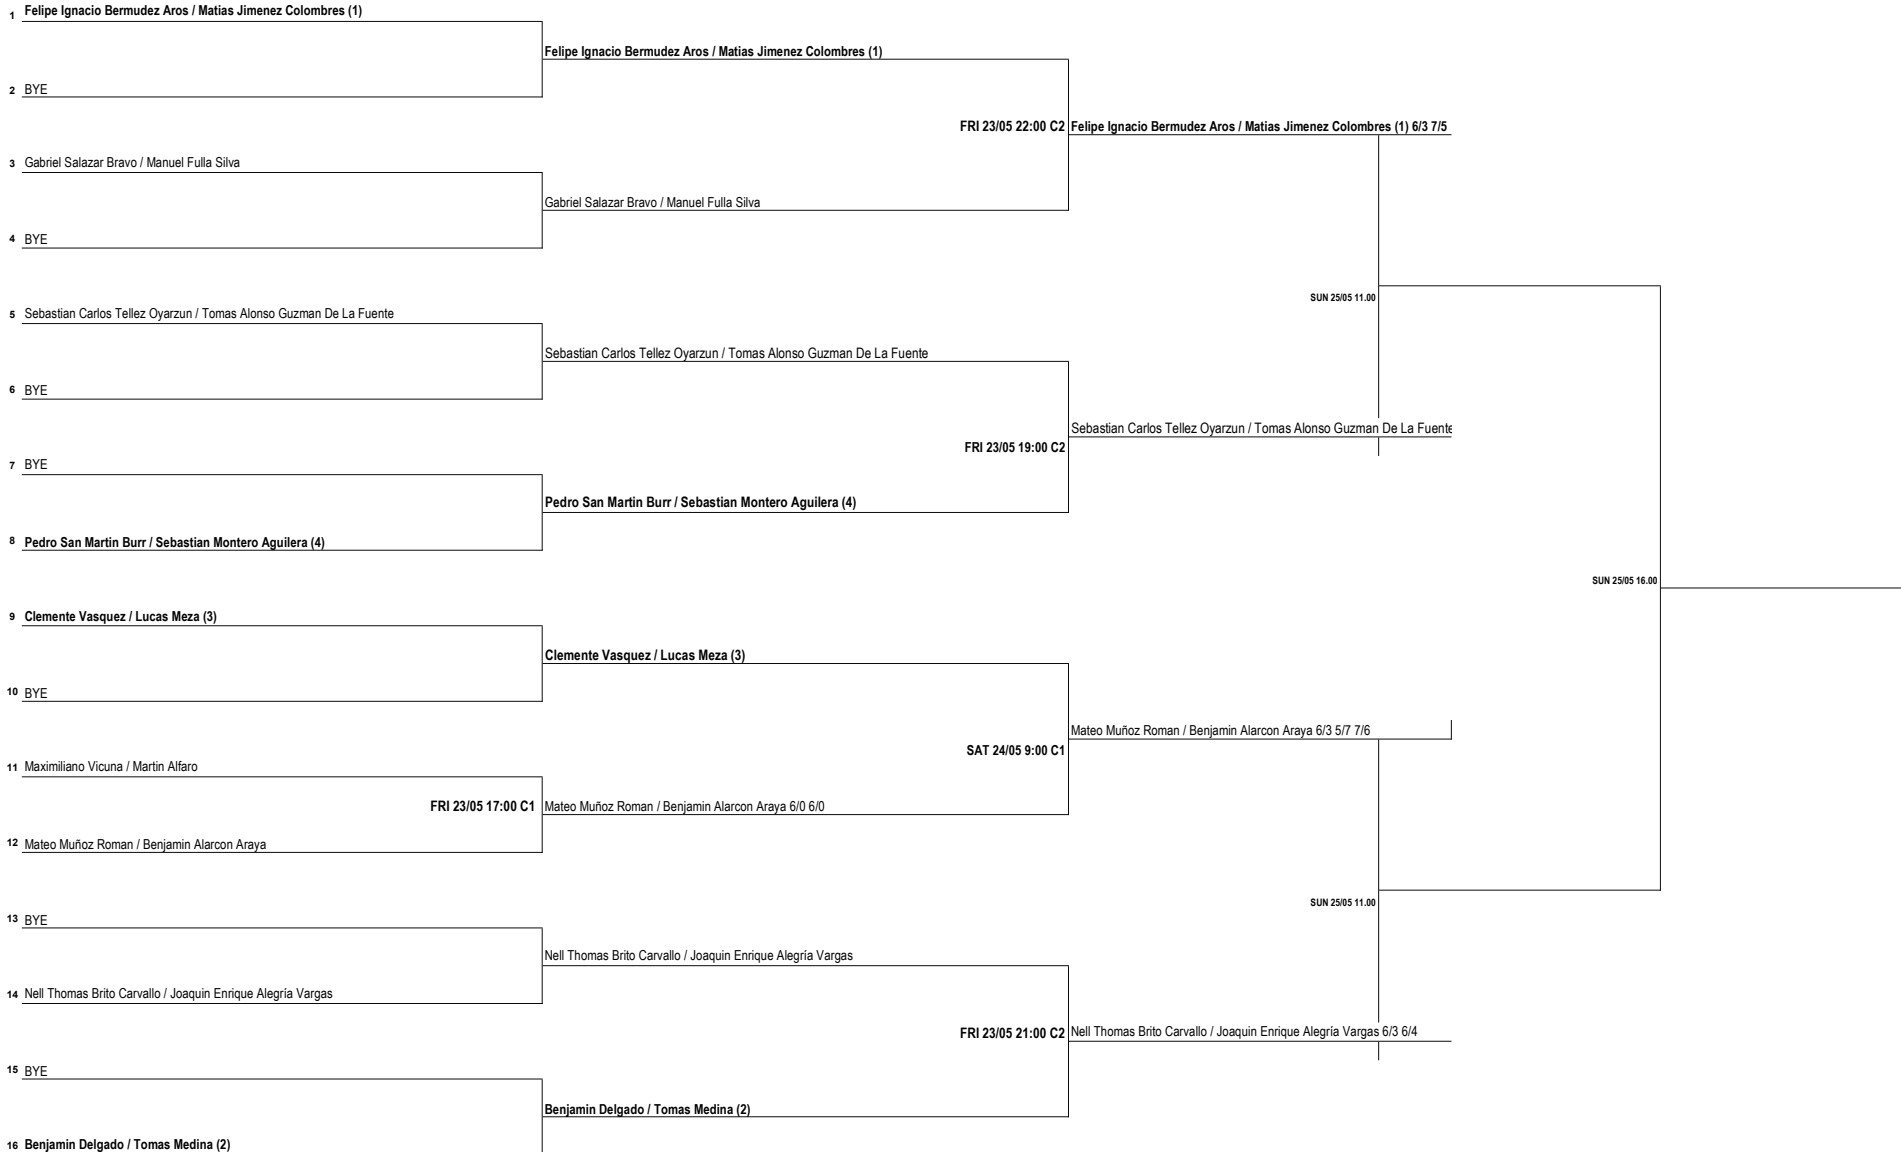 1 Felipe Ignacio Bermudez Aros / Matias Jimenez Colombres (1)
Felipe Ignacio Bermudez Aros / Matias Jimenez Colombres (1)
2 BYE
FRI 23/05 22:00 C2 Felipe Ignacio Bermudez Aros / Matias Jimenez Colombres (1) 6/3 7/5
3 Gabriel Salazar Bravo / Manuel Fulla Silva
Gabriel Salazar Bravo / Manuel Fulla Silva
4 BYE
SUN 25/05 11.00
5 Sebastian Carlos Tellez Oyarzun / Tomas Alonso Guzman De La Fuente
Sebastian Carlos Tellez Oyarzun / Tomas Alonso Guzman De La Fuente
6 BYE
Sebastian Carlos Tellez Oyarzun / Tomas Alonso Guzman De La Fuente
FRI 23/05 19:00 C2
7 BYE
Pedro San Martin Burr / Sebastian Montero Aguilera (4)
8 Pedro San Martin Burr / Sebastian Montero Aguilera (4)
SUN 25/05 16.00
9 Clemente Vasquez / Lucas Meza (3)
Clemente Vasquez / Lucas Meza (3)
10 BYE
Mateo Muñoz Roman / Benjamin Alarcon Araya 6/3 5/7 7/6
SAT 24/05 9:00 C1
11 Maximiliano Vicuna / Martin Alfaro
FRI 23/05 17:00 C1 Mateo Muñoz Roman / Benjamin Alarcon Araya 6/0 6/0
12 Mateo Muñoz Roman / Benjamin Alarcon Araya
SUN 25/05 11.00
13 BYE
Nell Thomas Brito Carvallo / Joaquin Enrique Alegría Vargas
14 Nell Thomas Brito Carvallo / Joaquin Enrique Alegría Vargas
FRI 23/05 21:00 C2 Nell Thomas Brito Carvallo / Joaquin Enrique Alegría Vargas 6/3 6/4
15 BYE
Benjamin Delgado / Tomas Medina (2)
16 Benjamin Delgado / Tomas Medina (2)